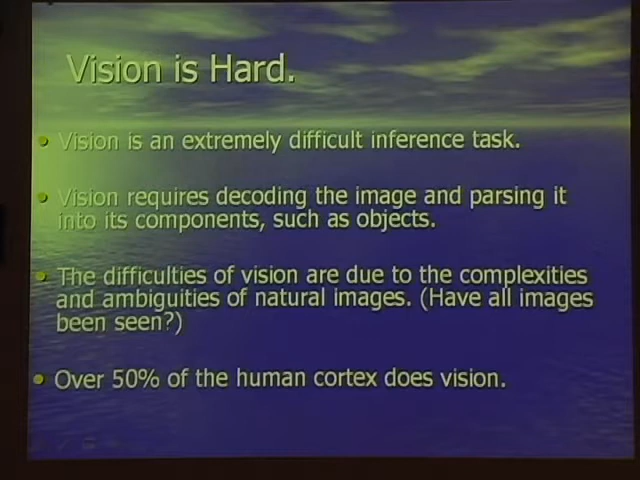 Vision is Hard.
Vision is an extremely difficult inference task.
Vision requires decoding the image and parsing it
into its components, such as objects.
The difficulties of vision are due to the complexities
and ambiguities of natural images. (Have all images
been seen?)
Over 50% of the human cortex does vision.